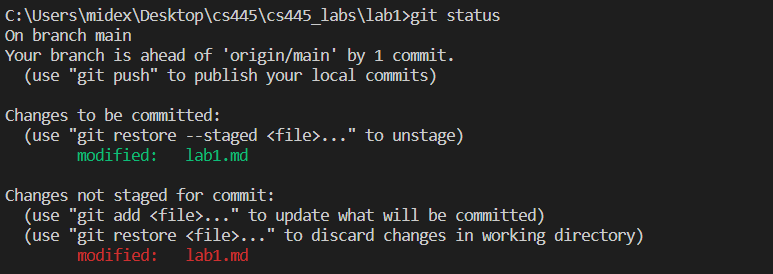 C:\Users\midex\Desktop\cs445\cs445_labs\lab1>git status
On branch main
Your branch is ahead of 'origin/main' by 1 commit.
  (use "git push" to publish your local commits)

Changes to be committed:
  (use "git restore --staged <file>..." to unstage)
        modified:   lab1.md

Changes not staged for commit:
  (use "git add <file>..." to update what will be committed)
  (use "git restore <file>..." to discard changes in working directory)
        modified:   lab1.md